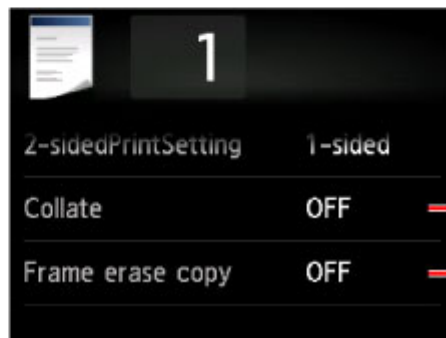 1
2-sidedPrintSetting 1-sided
Collate OFF
Frame erase copy OFF